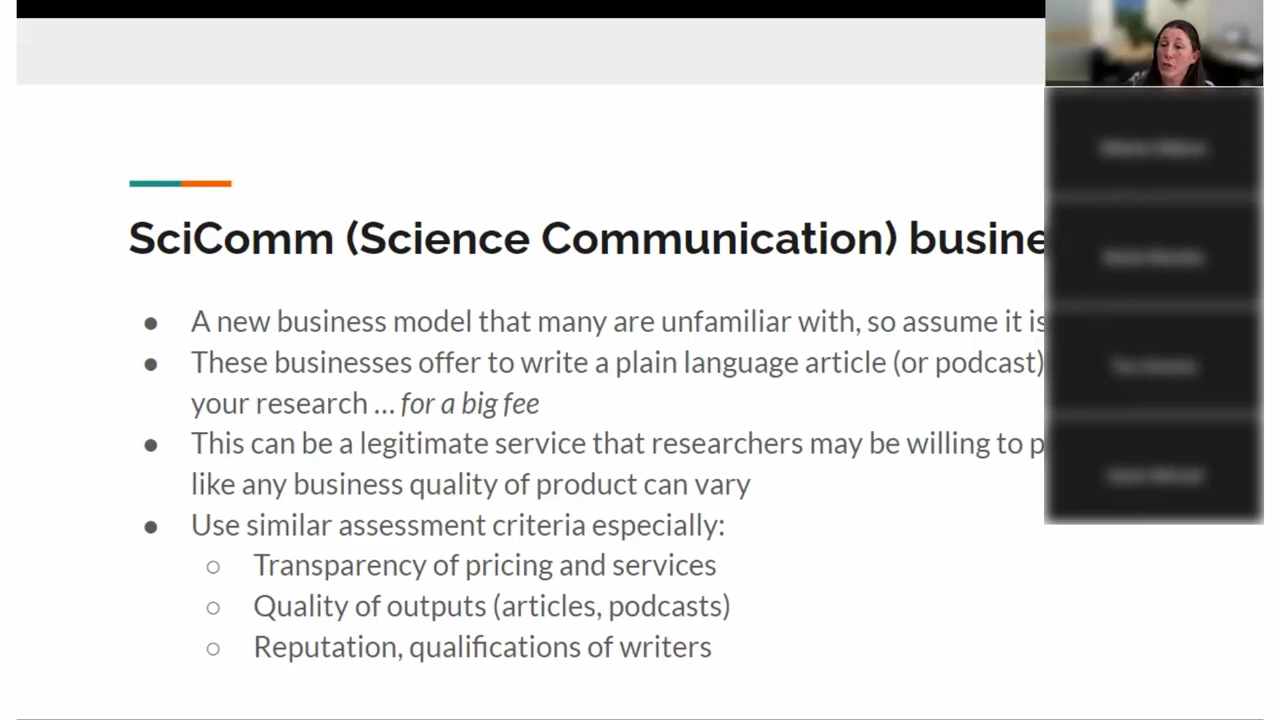 SciComm (Science Communication) busine
● A new business model that many are unfamiliar with, so assume it is
● These businesses offer to write a plain language article (or podcast)
your research ... for a big fee
● This can be a legitimate service that researchers may be willing to p
like any business quality of product can vary
● Use similar assessment criteria especially:
○ Transparency of pricing and services
○ Quality of outputs (articles, podcasts)
○ Reputation, qualifications of writers